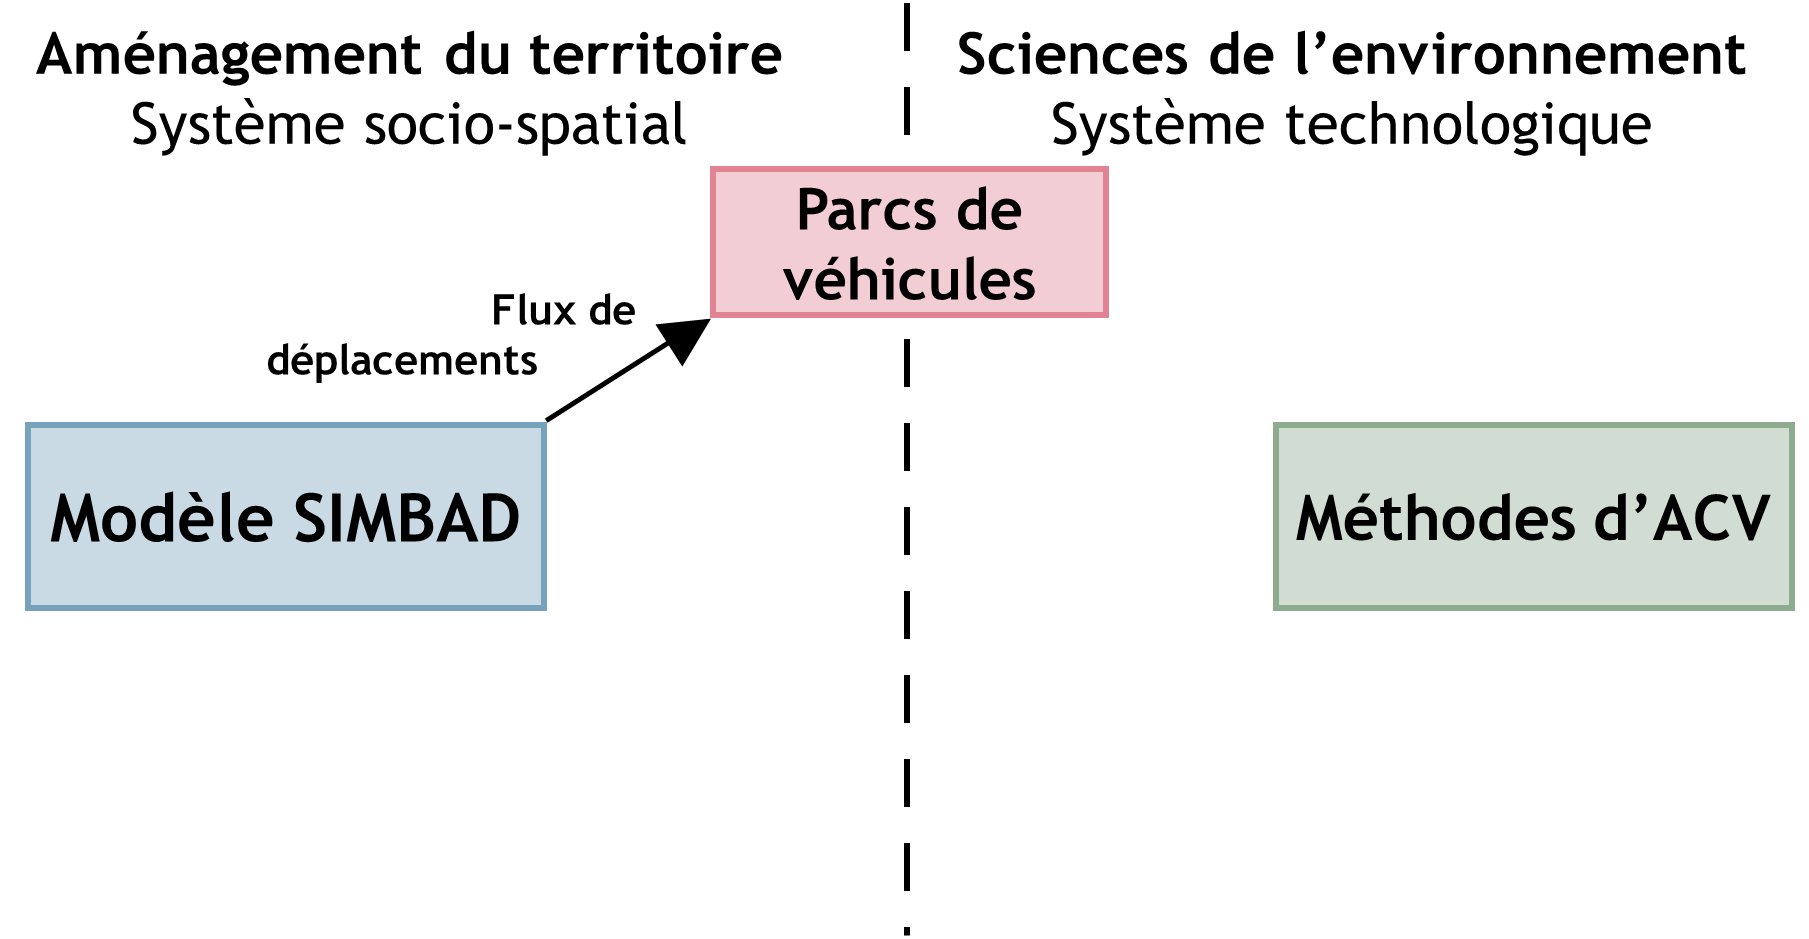 Aménagement du territoire
Système socio-spatial
Sciences de l’environnement
Système technologique
Parcs de
véhicules
Flux de
déplacements
Modèle SIMBAD
Méthodes d’ACV